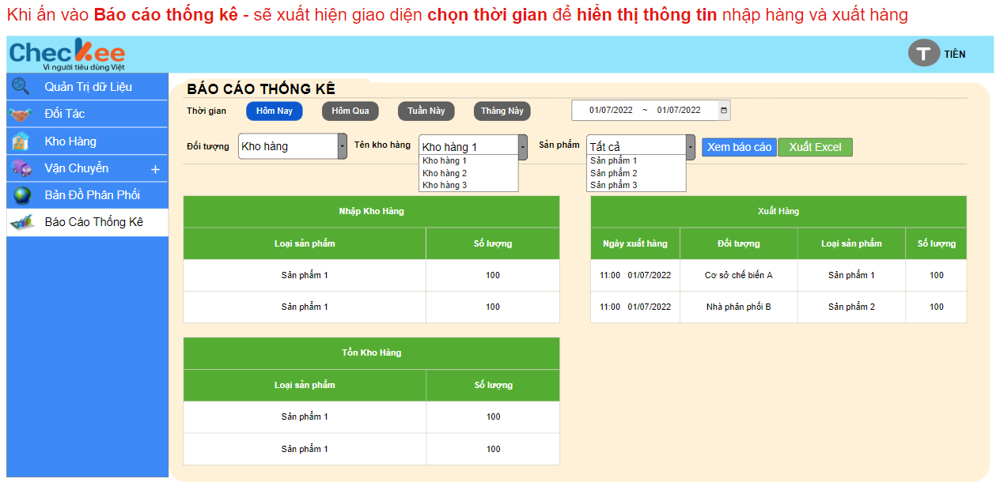 Khi ấn vào Báo cáo thống kê - sẽ xuất hiện giao diện chọn thời gian để hiển thị thông tin nhập hàng và xuất hàng
Checkee
Vì người tiêu dùng Việt
T TIÊN
Quản Trị dữ Liệu
Đối Tác
Kho Hàng
Vận Chuyển +
Bản Đồ Phân Phối
Báo Cáo Thống Kê
BÁO CÁO THỐNG KÊ
Thời gian Hôm Nay Hôm Qua Tuần Này Tháng Này 01/07/2022 ~ 01/07/2022
Đối tượng Kho hàng Tên kho hàng Kho hàng 1 Sản phẩm Tất cả Xem báo cáo Xuất Excel
Kho hàng 1 Sản phẩm 1
Kho hàng 2 Sản phẩm 2
Kho hàng 3 Sản phẩm 3
Nhập Kho Hàng
Loại sản phẩm Số lượng
Sản phẩm 1 100
Sản phẩm 1 100
Xuất Hàng
Ngày xuất hàng Đối tượng Loại sản phẩm Số lượng
11:00 01/07/2022 Cơ sở chế biến A Sản phẩm 1 100
11:00 01/07/2022 Nhà phân phối B Sản phẩm 2 100
Tồn Kho Hàng
Loại sản phẩm Số lượng
Sản phẩm 1 100
Sản phẩm 1 100